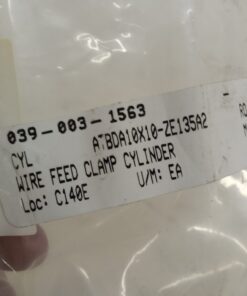 039-003-1563
CYL ATBDA10X10-ZE135A2
WIRE FEED CLAMP CYLINDER
Loc: C140E U/M: EA